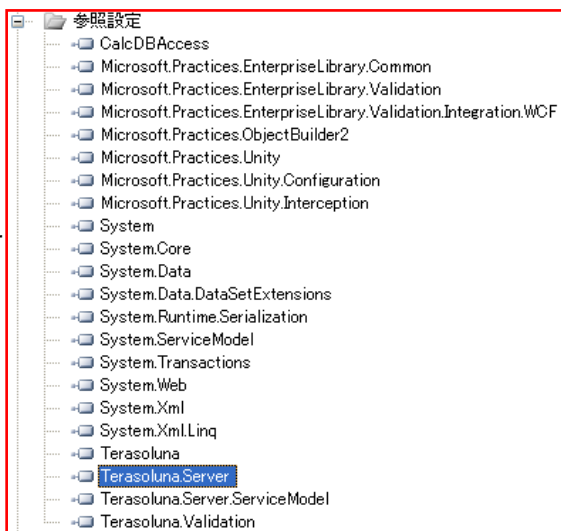 参照設定
CalcDBAccess
Microsoft.Practices.EnterpriseLibrary.Common
Microsoft.Practices.EnterpriseLibrary.Validation
Microsoft.Practices.EnterpriseLibrary.Validation.Integration.WCF
Microsoft.Practices.ObjectBuilder2
Microsoft.Practices.Unity
Microsoft.Practices.Unity.Configuration
Microsoft.Practices.Unity.Interception
System
System.Core
System.Data
System.Data.DataSetExtensions
System.Runtime.Serialization
System.ServiceModel
System.Transactions
System.Web
System.Xml
System.Xml.Linq
Terasoluna
Terasoluna.Server
Terasoluna.Server.ServiceModel
Terasoluna.Validation